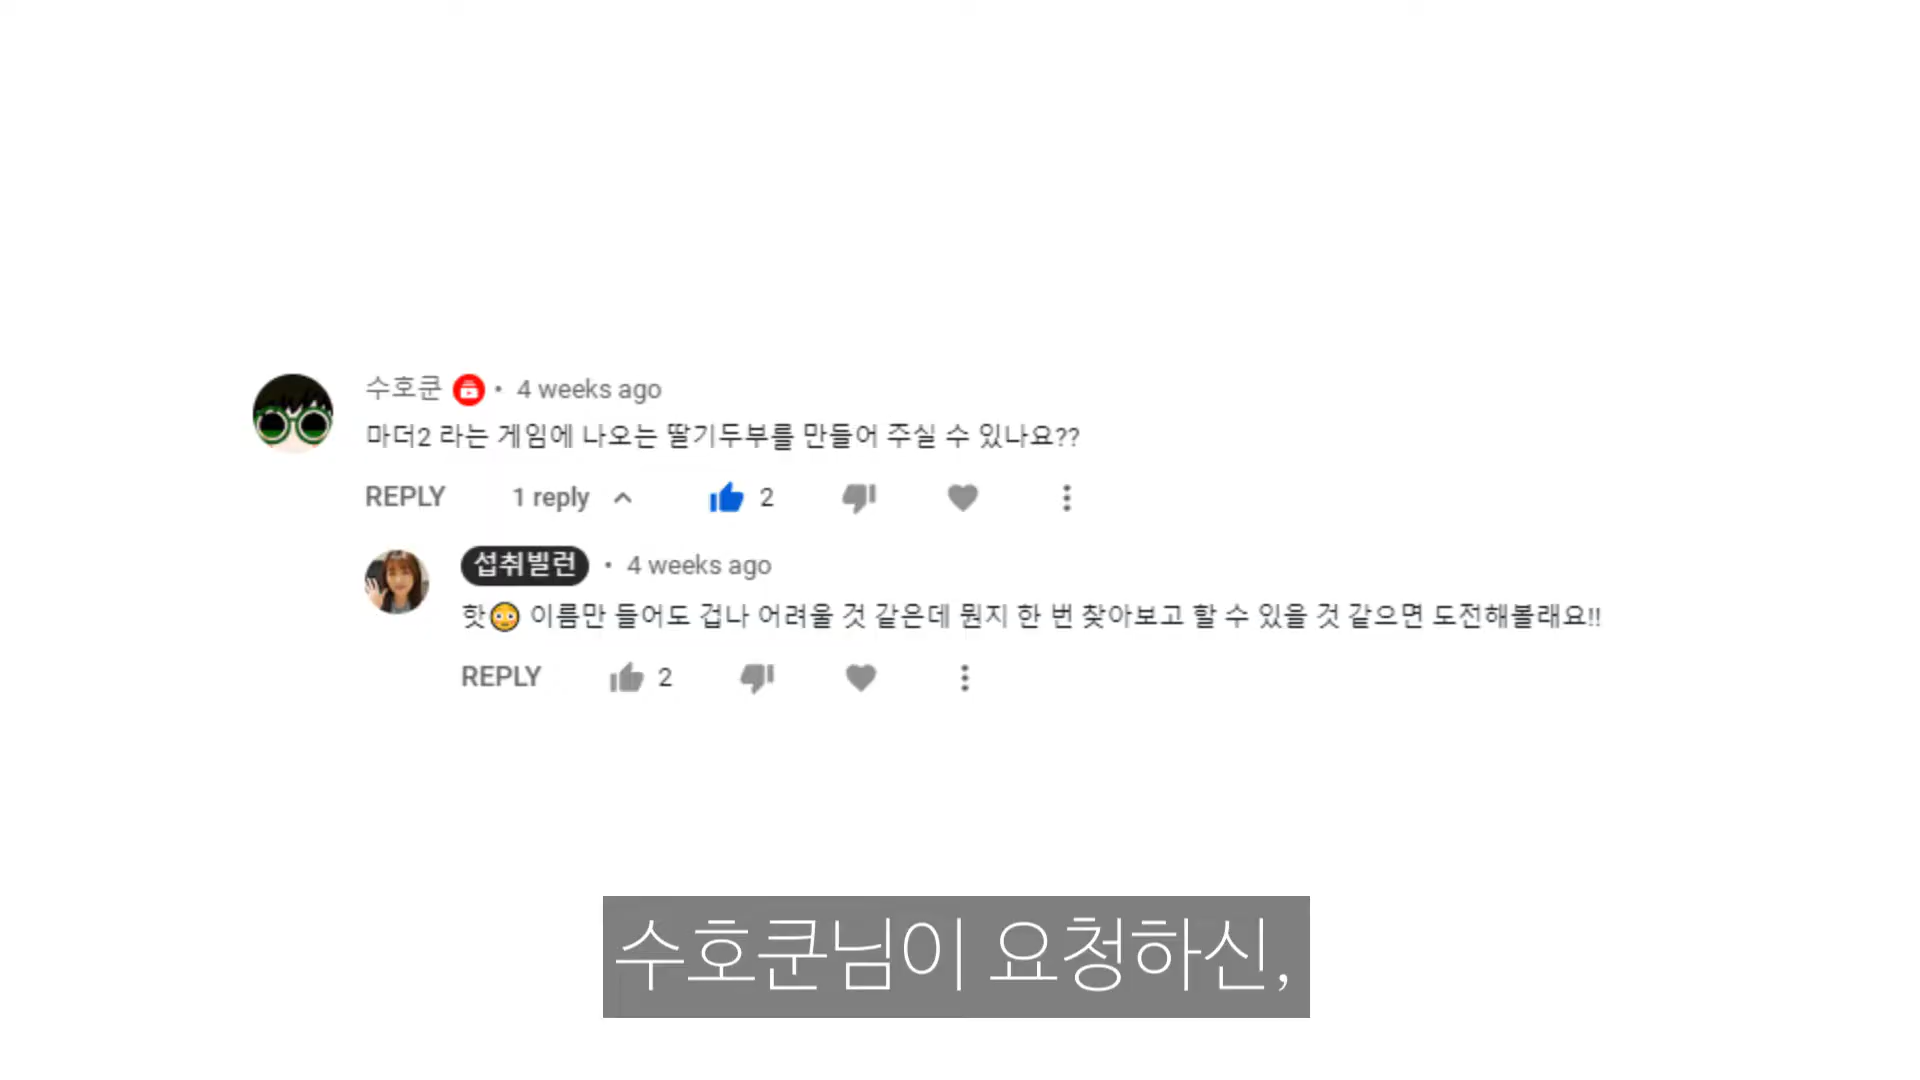 수호쿤 • 4 weeks ago
마더2 라는 게임에 나오는 딸기두부를 만들어 주실 수 있나요??
REPLY 1 reply 2
섭취빌런 • 4 weeks ago
핫😳 이름만 들어도 겁나 어려울 것 같은데 뭔지 한 번 찾아보고 할 수 있을 것 같으면 도전해볼래요!!
REPLY 2
수호쿤님이 요청하신,